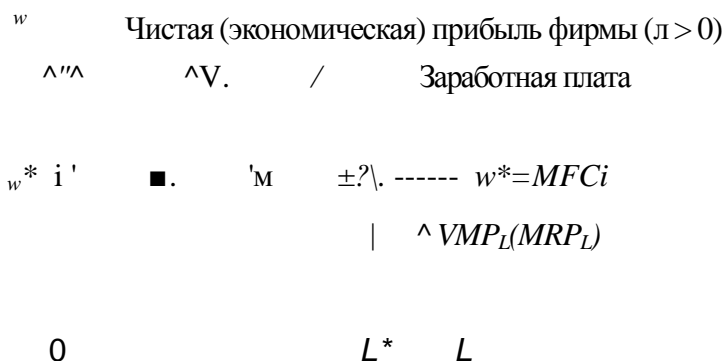 w Чистая (экономическая) прибыль фирмы (л > 0)
^"^ ^V. / Заработная плата
w* і ' ■. 'м ±?\. ------ w*=MFCi
| ^ VMPL(MRPL)
0 L* L